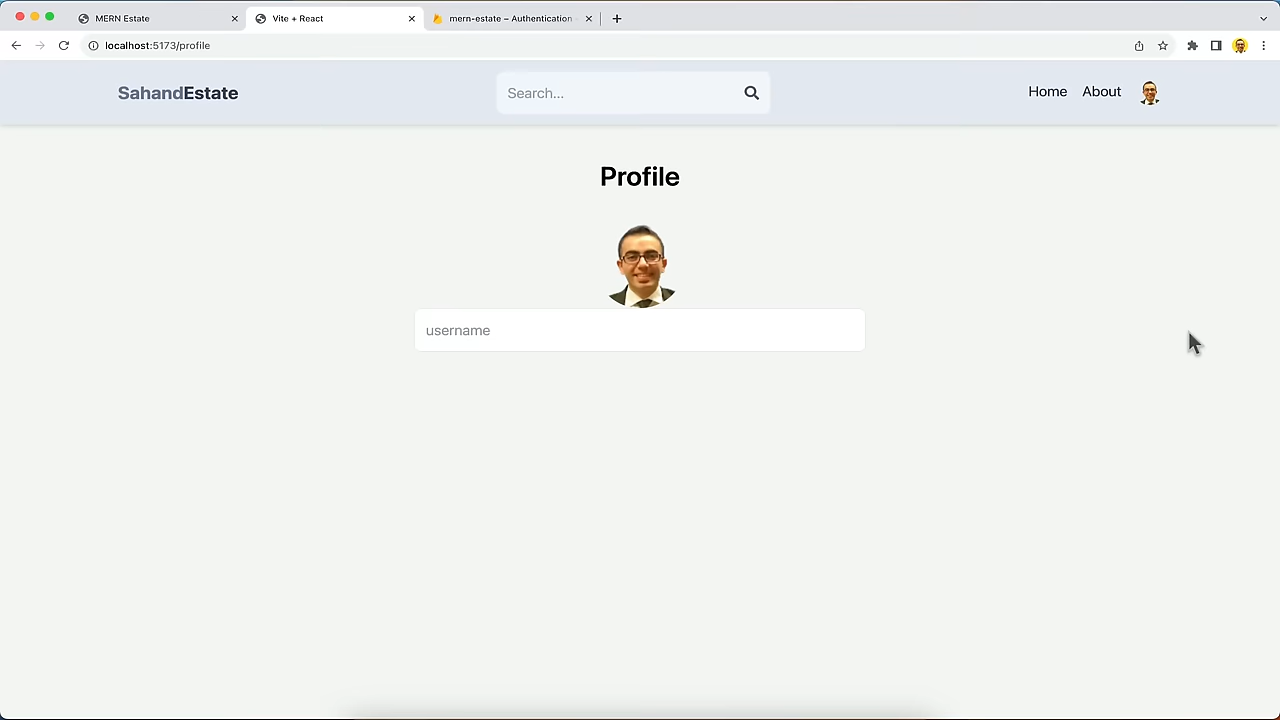 MERN Estate
Vite + React
mern-estate – Authentication
localhost:5173/profile
SahandEstate
Search...
Home
About
Profile
username